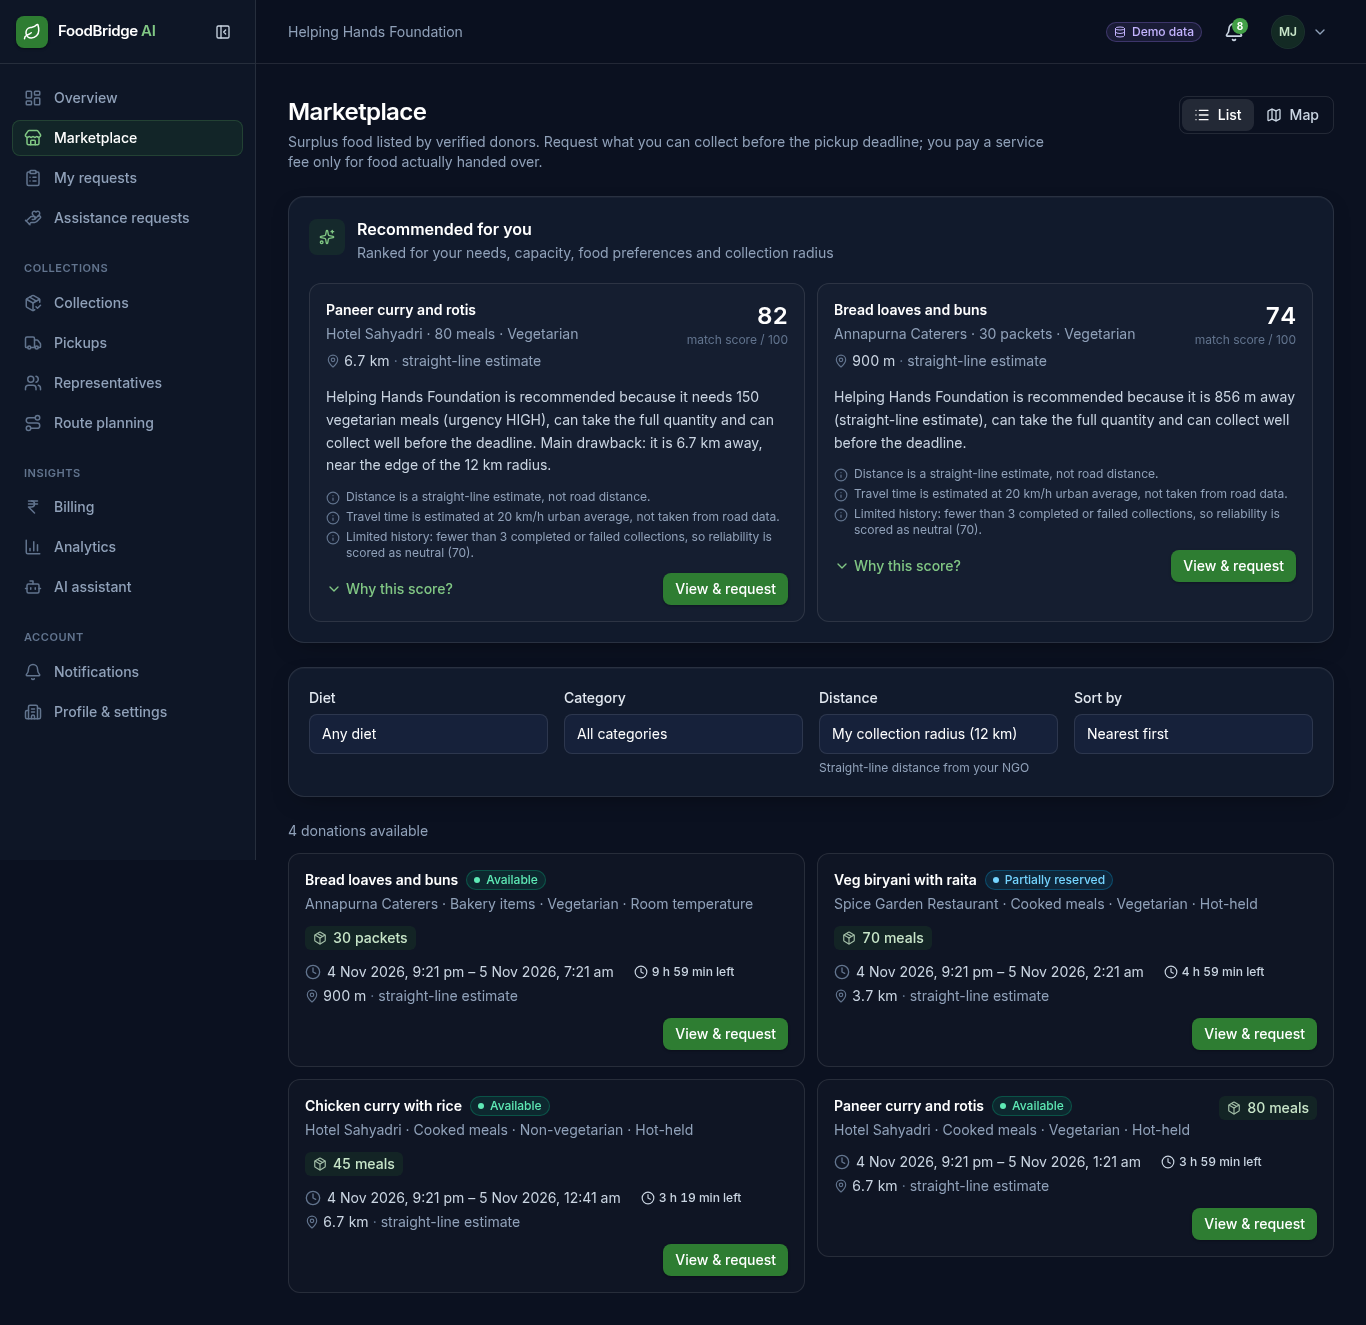 FoodBridge AI
Helping Hands Foundation
Demo data
8
MJ
Overview
Marketplace
My requests
Assistance requests
COLLECTIONS
Collections
Pickups
Representatives
Route planning
INSIGHTS
Billing
Analytics
AI assistant
ACCOUNT
Notifications
Profile & settings
Marketplace
Surplus food listed by verified donors. Request what you can collect before the pickup deadline; you pay a service
fee only for food actually handed over.
List
Map
Recommended for you
Ranked for your needs, capacity, food preferences and collection radius
Paneer curry and rotis
82
Hotel Sahyadri · 80 meals · Vegetarian
match score / 100
6.7 km · straight-line estimate
Helping Hands Foundation is recommended because it needs 150
vegetarian meals (urgency HIGH), can take the full quantity and can
collect well before the deadline. Main drawback: it is 6.7 km away,
near the edge of the 12 km radius.
Distance is a straight-line estimate, not road distance.
Travel time is estimated at 20 km/h urban average, not taken from road data.
Limited history: fewer than 3 completed or failed collections, so reliability is
scored as neutral (70).
Why this score?
View & request
Bread loaves and buns
74
Annapurna Caterers · 30 packets · Vegetarian
match score / 100
900 m · straight-line estimate
Helping Hands Foundation is recommended because it is 856 m away
(straight-line estimate), can take the full quantity and can collect well
before the deadline.
Distance is a straight-line estimate, not road distance.
Travel time is estimated at 20 km/h urban average, not taken from road data.
Limited history: fewer than 3 completed or failed collections, so reliability is
scored as neutral (70).
Why this score?
View & request
Diet
Any diet
Category
All categories
Distance
My collection radius (12 km)
Straight-line distance from your NGO
Sort by
Nearest first
4 donations available
Bread loaves and buns
Available
Annapurna Caterers · Bakery items · Vegetarian · Room temperature
30 packets
4 Nov 2026, 9:21 pm – 5 Nov 2026, 7:21 am
9 h 59 min left
900 m · straight-line estimate
View & request
Veg biryani with raita
Partially reserved
Spice Garden Restaurant · Cooked meals · Vegetarian · Hot-held
70 meals
4 Nov 2026, 9:21 pm – 5 Nov 2026, 2:21 am
4 h 59 min left
3.7 km · straight-line estimate
View & request
Chicken curry with rice
Available
Hotel Sahyadri · Cooked meals · Non-vegetarian · Hot-held
45 meals
4 Nov 2026, 9:21 pm – 5 Nov 2026, 12:41 am
3 h 19 min left
6.7 km · straight-line estimate
View & request
Paneer curry and rotis
Available
80 meals
Hotel Sahyadri · Cooked meals · Vegetarian · Hot-held
4 Nov 2026, 9:21 pm – 5 Nov 2026, 1:21 am
3 h 59 min left
6.7 km · straight-line estimate
View & request